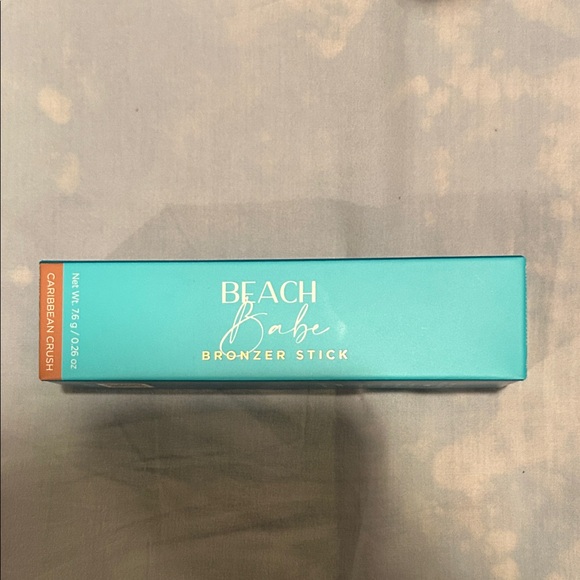 BEACH
Babe
BRONZER STICK
Net Wt. 7.6 g / 0.26 oz
CARIBBEAN CRUSH